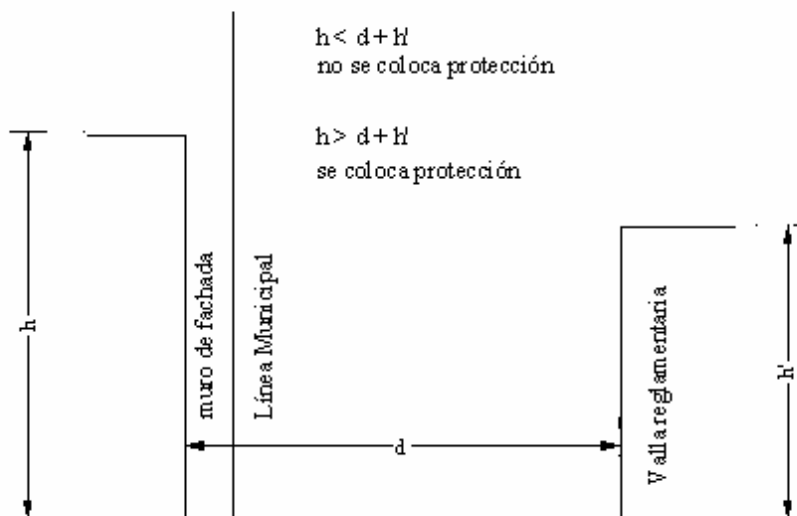 h < d + h'
no se coloca protección
h > d + h'
se coloca protección
h
muro de fachada
Línea Municipal
d
Valla reglamentaria
h'